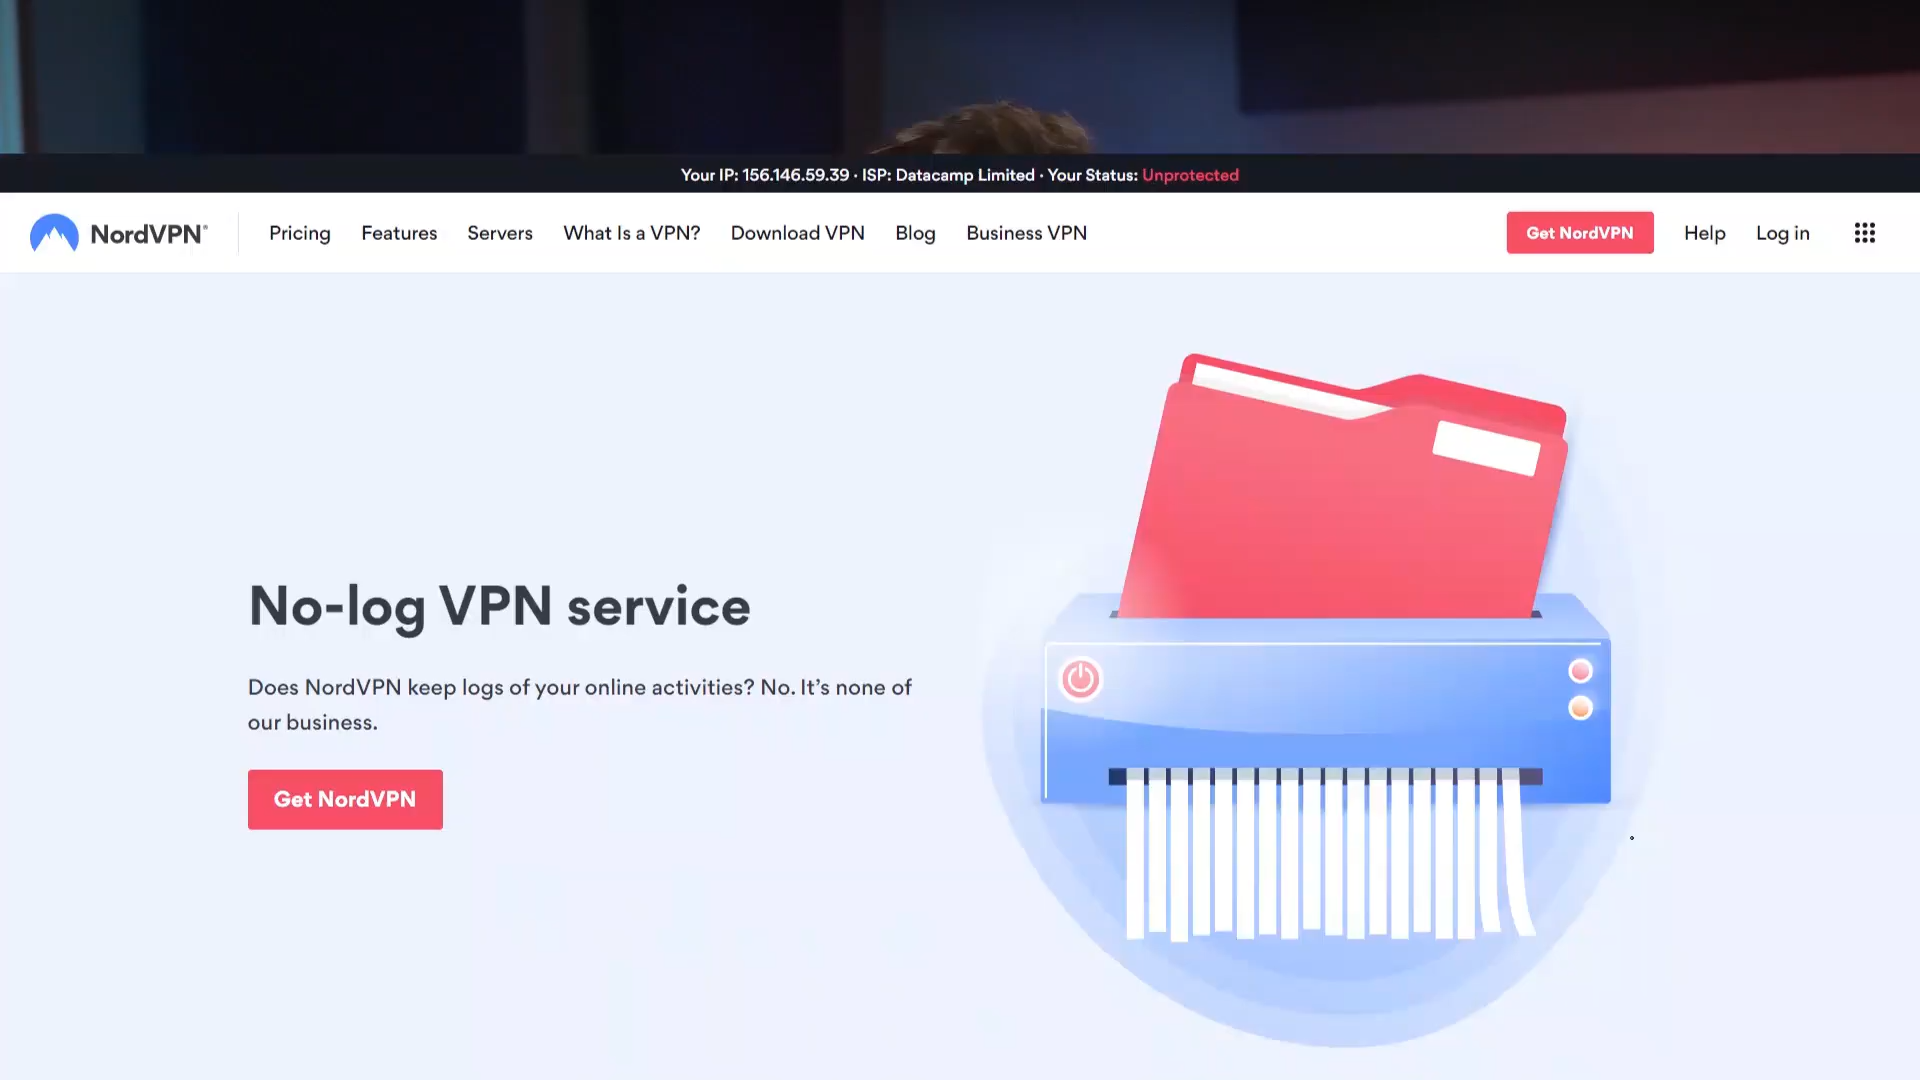 Your IP: 156.146.59.39 · ISP: Datacamp Limited · Your Status: Unprotected
NordVPN®
Pricing
Features
Servers
What Is a VPN?
Download VPN
Blog
Business VPN
Get NordVPN
Help
Log in
No-log VPN service
Does NordVPN keep logs of your online activities? No. It’s none of
our business.
Get NordVPN